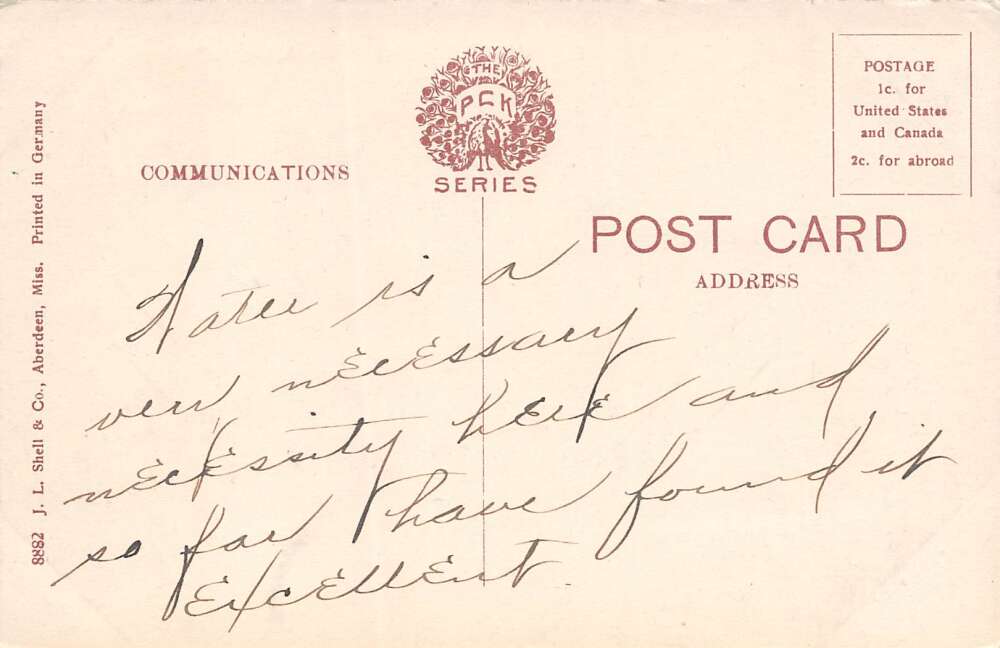 THE
PCK
SERIES
COMMUNICATIONS
POSTAGE
1c. for
United States
and Canada
2c. for abroad
POST CARD
ADDRESS
8882 J. L. Shell & Co., Aberdeen, Miss. Printed in Germany
Water is a
very necessary
necessity here and
so far have found it
Excellent.